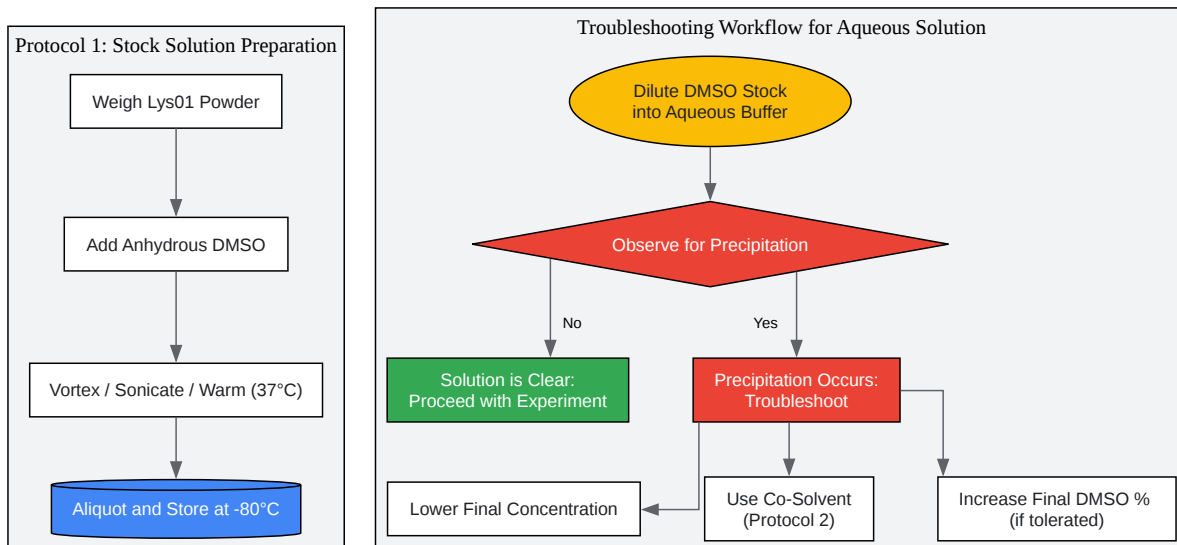 Protocol 1: Stock Solution Preparation
Weigh Lys01 Powder
Add Anhydrous DMSO
Vortex / Sonicate / Warm (37°C)
Aliquot and Store at -80°C
Troubleshooting Workflow for Aqueous Solution
Dilute DMSO Stock
into Aqueous Buffer
Observe for Precipitation
No
Yes
Solution is Clear:
Proceed with Experiment
Precipitation Occurs:
Troubleshoot
Lower Final Concentration
Use Co-Solvent
(Protocol 2)
Increase Final DMSO %
(if tolerated)